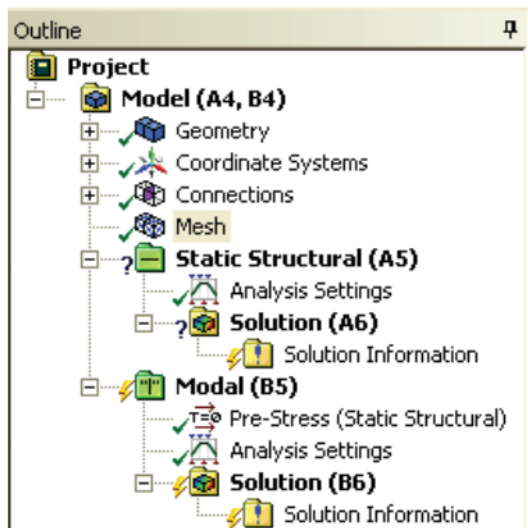 Outline
Project
Model (A4, B4)
Geometry
Coordinate Systems
Connections
Mesh
Static Structural (A5)
Analysis Settings
Solution (A6)
Solution Information
Modal (B5)
T=0 Pre-Stress (Static Structural)
Analysis Settings
Solution (B6)
Solution Information